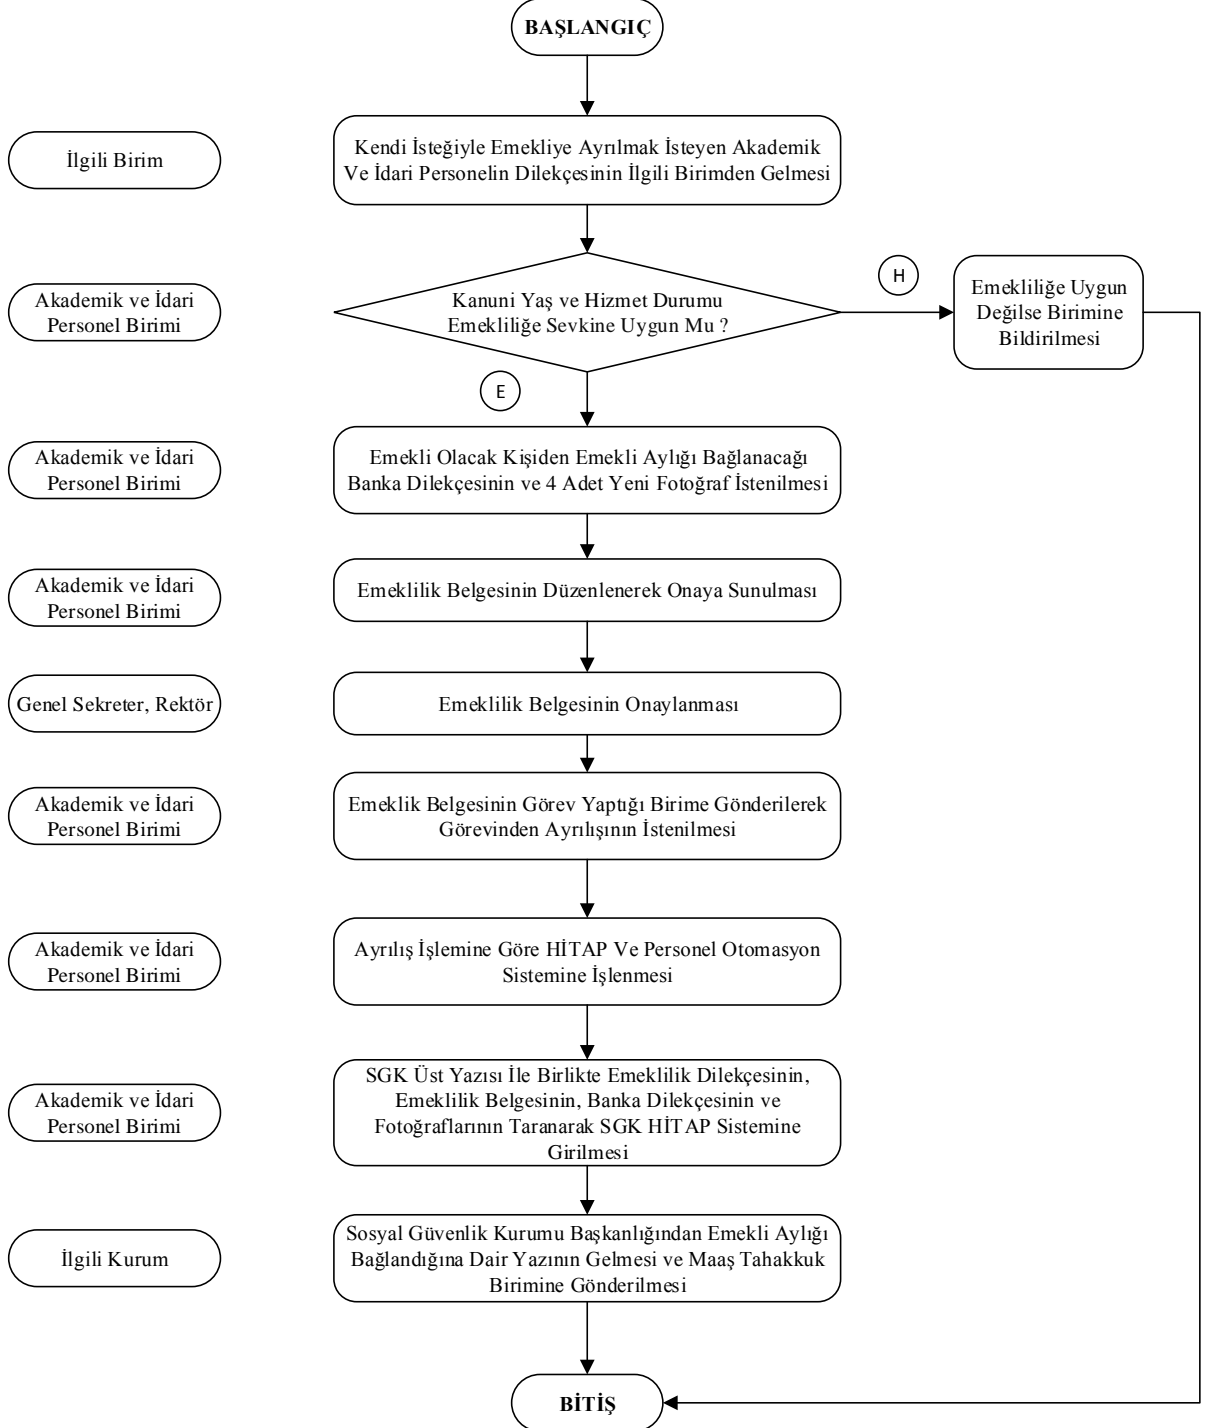 BAŞLANGIÇ
İlgili Birim
Kendi İsteğiyle Emekliye Ayrılmak İsteyen Akademik
Ve İdari Personelin Dilekçesinin İlgili Birimden Gelmesi
Akademik ve İdari
Personel Birimi
Kanuni Yaş ve Hizmet Durumu
Emekliliğe Sevkine Uygun Mu ?
H
Emekliliğe Uygun
Değilse Birimine
Bildirilmesi
E
Akademik ve İdari
Personel Birimi
Emekli Olacak Kişiden Emekli Aylığı Bağlanacağı
Banka Dilekçesinin ve 4 Adet Yeni Fotoğraf İstenilmesi
Akademik ve İdari
Personel Birimi
Emeklilik Belgesinin Düzenlenerek Onaya Sunulması
Genel Sekreter, Rektör
Emeklilik Belgesinin Onaylanması
Akademik ve İdari
Personel Birimi
Emeklik Belgesinin Görev Yaptığı Birime Gönderilerek
Görevinden Ayrılışının İstenilmesi
Akademik ve İdari
Personel Birimi
Ayrılış İşlemine Göre HİTAP Ve Personel Otomasyon
Sistemine İşlenmesi
Akademik ve İdari
Personel Birimi
SGK Üst Yazısı İle Birlikte Emeklilik Dilekçesinin,
Emeklilik Belgesinin, Banka Dilekçesinin ve
Fotoğraflarının Taranarak SGK HİTAP Sistemine
Girilmesi
İlgili Kurum
Sosyal Güvenlik Kurumu Başkanlığından Emekli Aylığı
Bağlandığına Dair Yazının Gelmesi ve Maaş Tahakkuk
Birimine Gönderilmesi
BİTİŞ